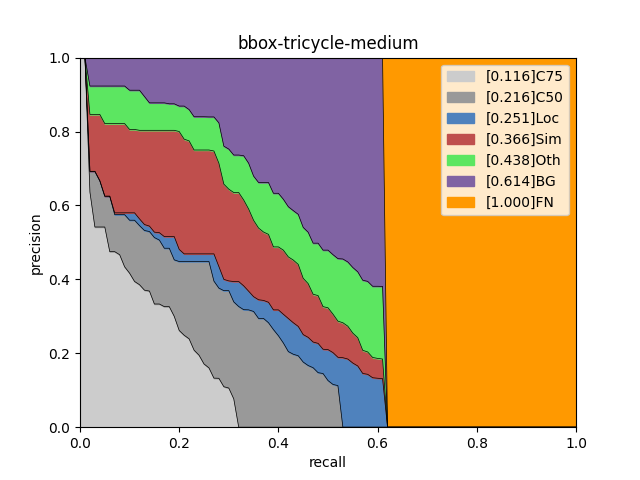 bbox-tricycle-medium
1.0
0.8
0.6
0.4
0.2
0.0
precision
[0.116]C75
[0.216]C50
[0.251]Loc
[0.366]Sim
[0.438]Oth
[0.614]BG
[1.000]FN
0.0 0.2 0.4 0.6 0.8 1.0
recall